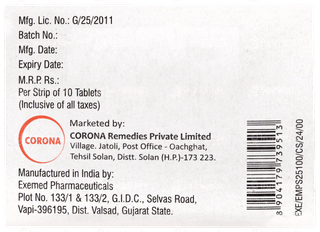 Mfg. Lic. No.: G/25/2011
Batch No.:
Mfg. Date:
Expiry Date:
M.R.P. Rs.:
Per Strip of 10 Tablets
(Inclusive of all taxes)
CORONA
Marketed by:
CORONA Remedies Private Limited
Village. Jatoli, Post Office - Oachghat,
Tehsil Solan, Distt. Solan (H.P.)-173 223.
Manufactured in India by:
Exemed Pharmaceuticals
Plot No. 133/1 & 133/2, G.I.D.C., Selvas Road,
Vapi-396195, Dist. Valsad, Gujarat State.
8904179739513
EXE/EMPS25100/CS/24/00